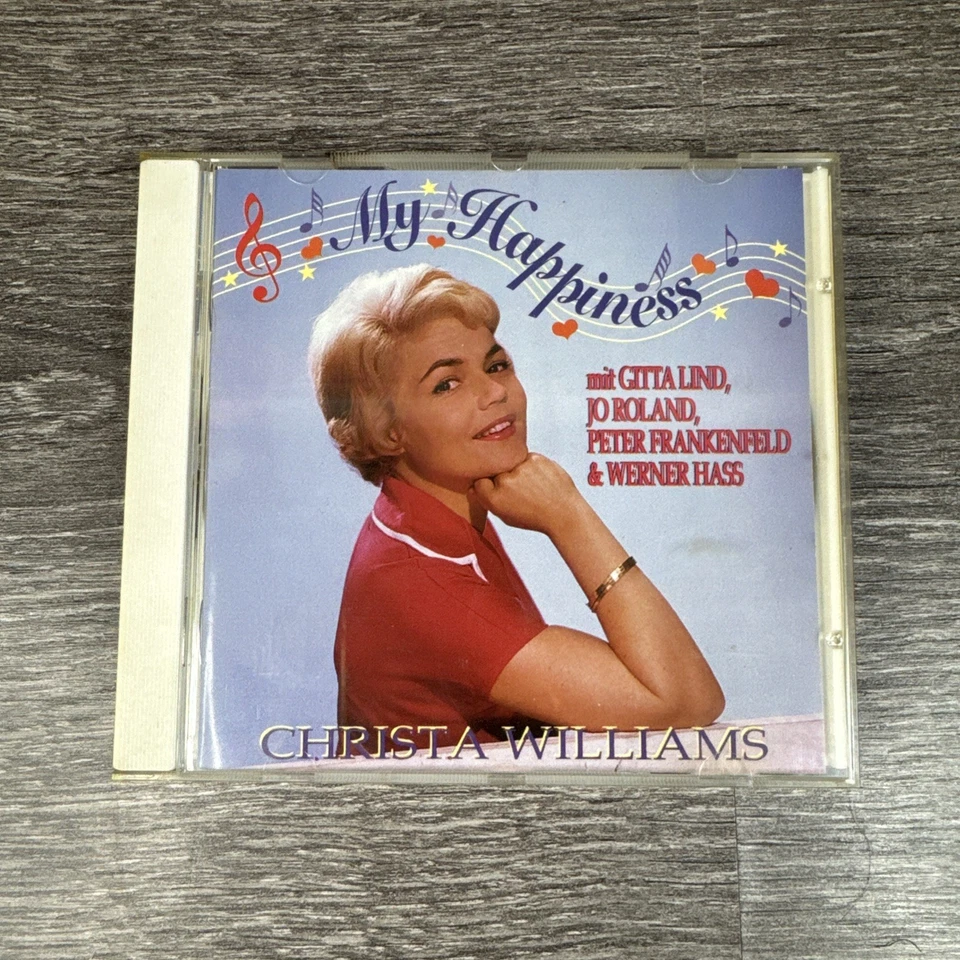 My Happiness
mit GITTA LIND,
JO ROLAND,
PETER FRANKENFELD
& WERNER HASS
CHRISTA WILLIAMS